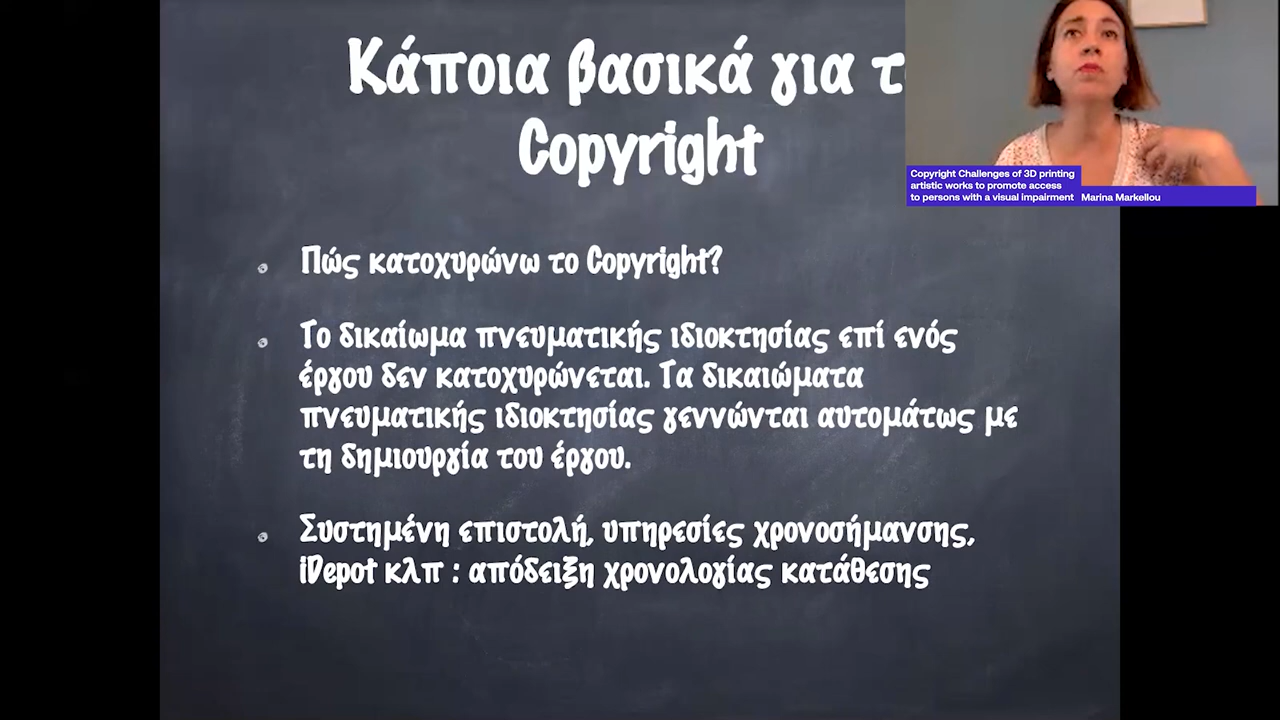 Κάποια βασικά για
Copyright
Copyright Challenges of 3D printing
artistic works to promote access
to persons with a visual impairment Marina Markellou
Πώς κατοχυρώνω το Copyright?
Το δικαίωμα πνευματικής ιδιοκτησίας επί ενός
έργου δεν κατοχυρώνεται. Τα δικαιώματα
πνευματικής ιδιοκτησίας γεννώνται αυτομάτως με
τη δημιουργία του έργου.
Συστημένη επιστολή, υπηρεσίες χρονοσήμανσης,
iDepot κλπ : απόδειξη χρονολογίας κατάθεσης